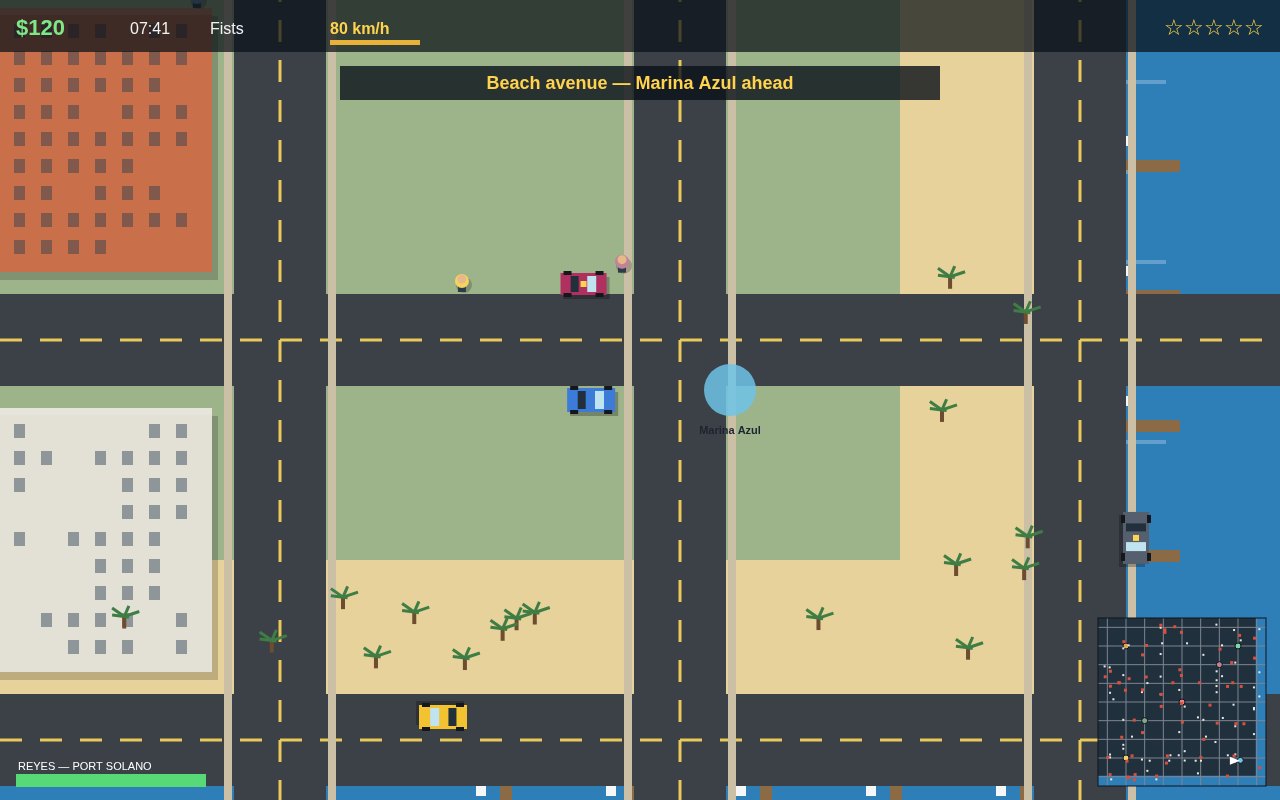 $120 07:41 Fists 80 km/h ☆☆☆☆☆
Beach avenue — Marina Azul ahead
Marina Azul
REYES — PORT SOLANO